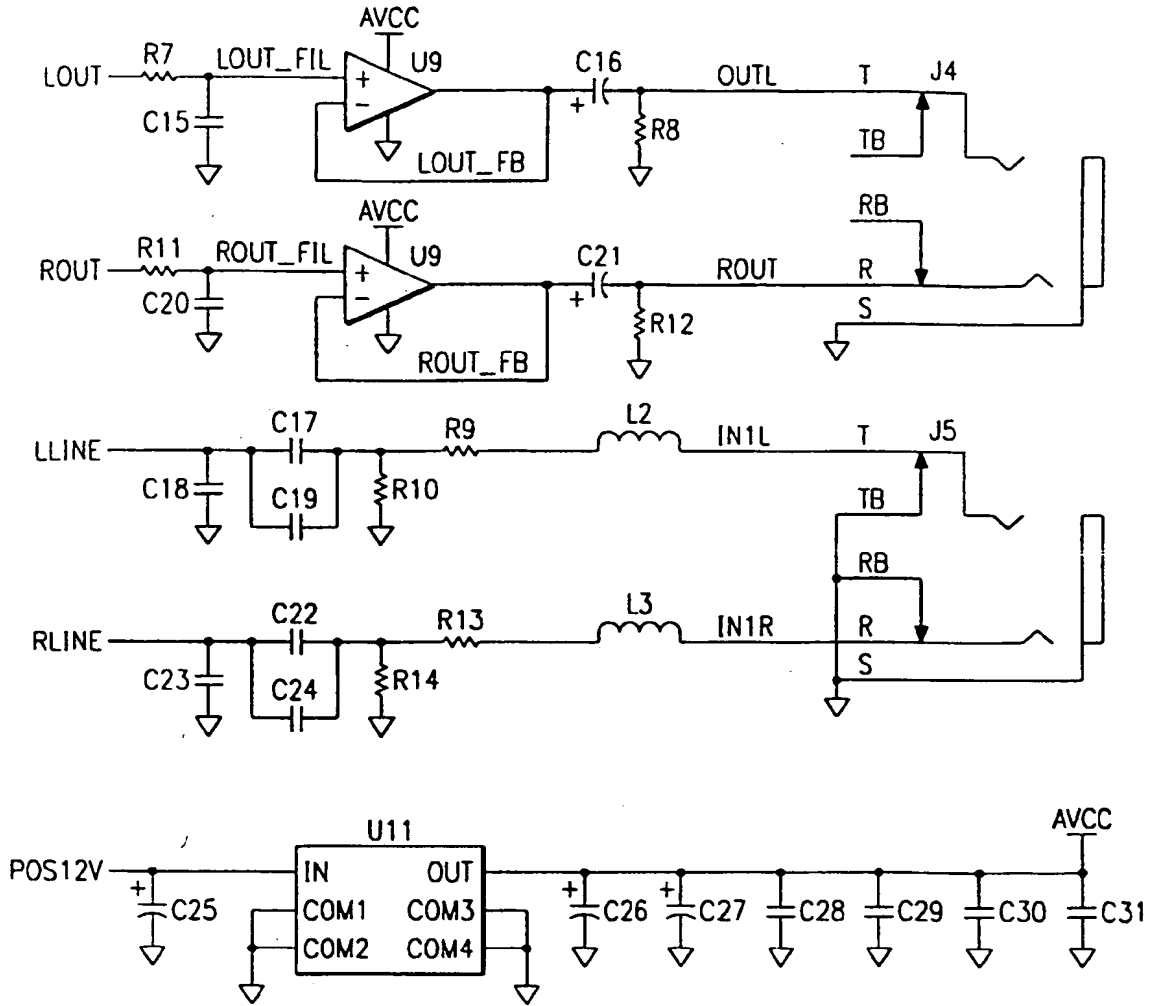 AVCC
R7 LOUT_FIL U9 C16 OUTL T J4
LOUT + -
C15 + R8 TB
LOUT_FB
AVCC RB
R11 ROUT_FIL U9 C21 ROUT R
ROUT + -
C20 + R12 S
ROUT_FB
C17 R9 L2 IN1L T J5
LLINE
C18 C19 R10 TB
RB
C22 R13 L3 IN1R R
RLINE
C23 C24 R14 S
U11 AVCC
POS12V IN OUT
+ C25 COM1 COM3 + C26 + C27 C28 C29 C30 C31
COM2 COM4